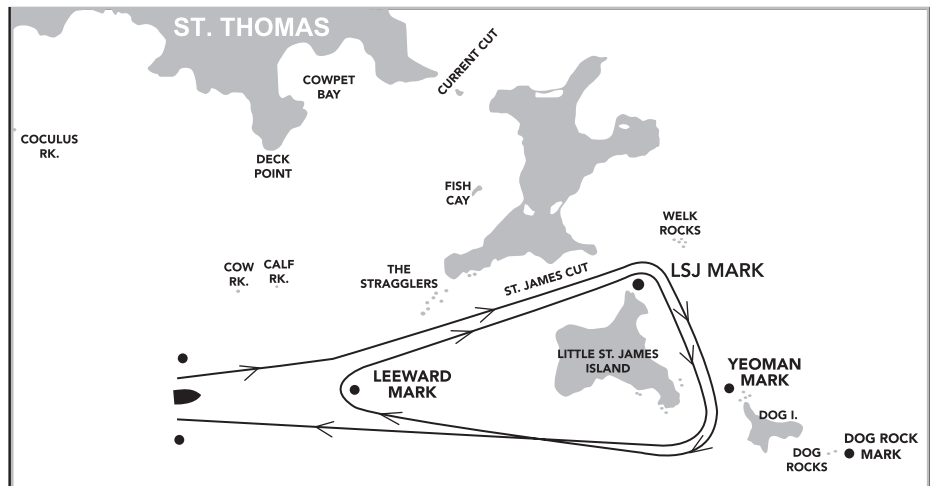 ST. THOMAS
CURRENT CUT
COWPET
BAY
COCULUS
RK.
DECK
POINT
FISH
CAY
WELK
ROCKS
COW
RK.
CALF
RK.
THE
STRAGGLERS
ST. JAMES CUT
LSJ MARK
LITTLE ST. JAMES
ISLAND
LEEWARD
MARK
YEOMAN
MARK
DOG I.
DOG
ROCKS
DOG ROCK
MARK